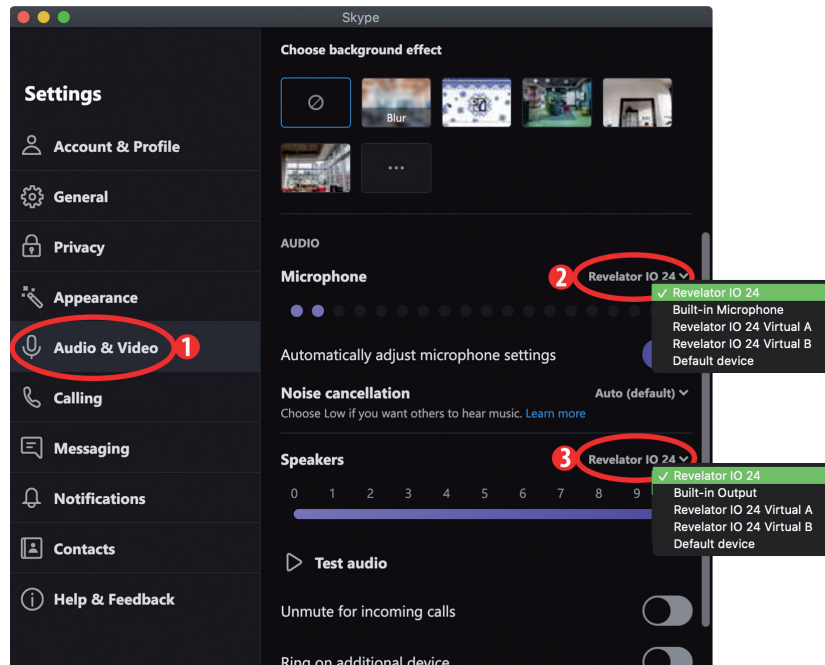 Skype
Settings
Account & Profile
General
Privacy
Appearance
Audio & Video
1
Calling
Messaging
Notifications
Contacts
Help & Feedback
Choose background effect
Blur
AUDIO
Microphone
2
Revelator IO 24
✓ Revelator IO 24
Built-in Microphone
Revelator IO 24 Virtual A
Revelator IO 24 Virtual B
Default device
Automatically adjust microphone settings
Noise cancellation
Auto (default)
Choose Low if you want others to hear music. Learn more
Speakers
3
Revelator IO 24
✓ Revelator IO 24
Built-in Output
Revelator IO 24 Virtual A
Revelator IO 24 Virtual B
Default device
0 1 2 3 4 5 6 7 8 9
Test audio
Unmute for incoming calls
Ring on additional device